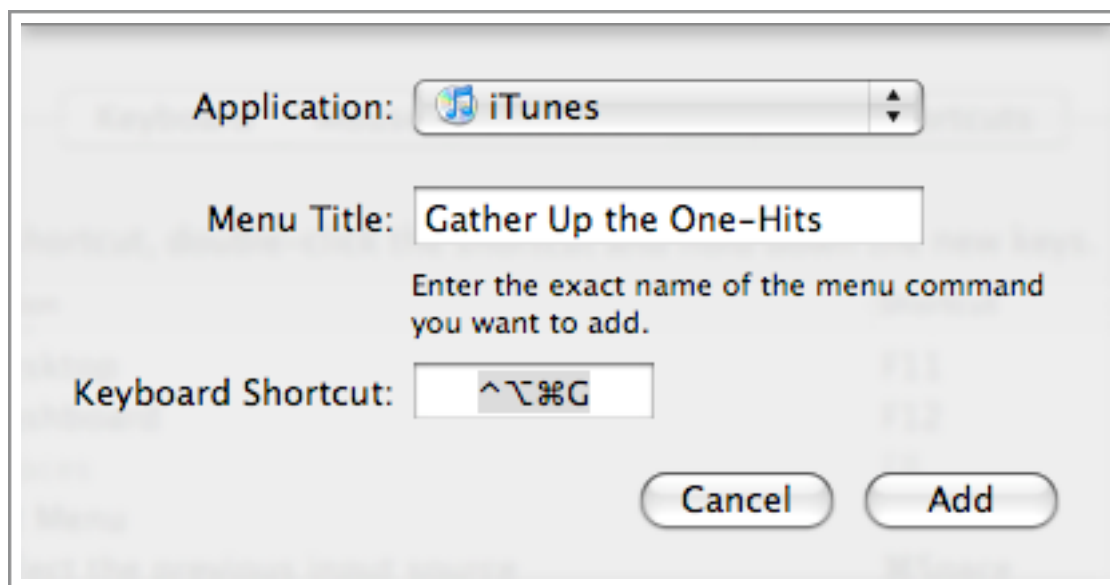 Application: iTunes
Menu Title: Gather Up the One-Hits
Enter the exact name of the menu command
you want to add.
Keyboard Shortcut: ^⌥⌘G
Cancel Add